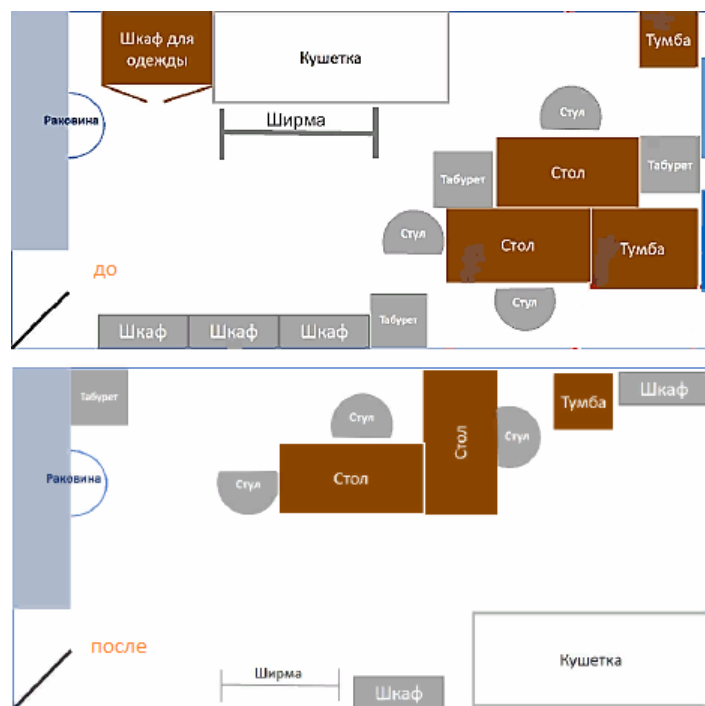 Шкаф для
одежды
Кушетка
Тумба
Раковина
Ширма
Стул
Табурет
Стол
Табурет
Стул
Стол
Тумба
до
Стул
Шкаф
Шкаф
Шкаф
Табурет
Табурет
Стул
Стол
Тумба
Шкаф
Стул
Раковина
Стул
Стол
после
Ширма
Кушетка
Шкаф